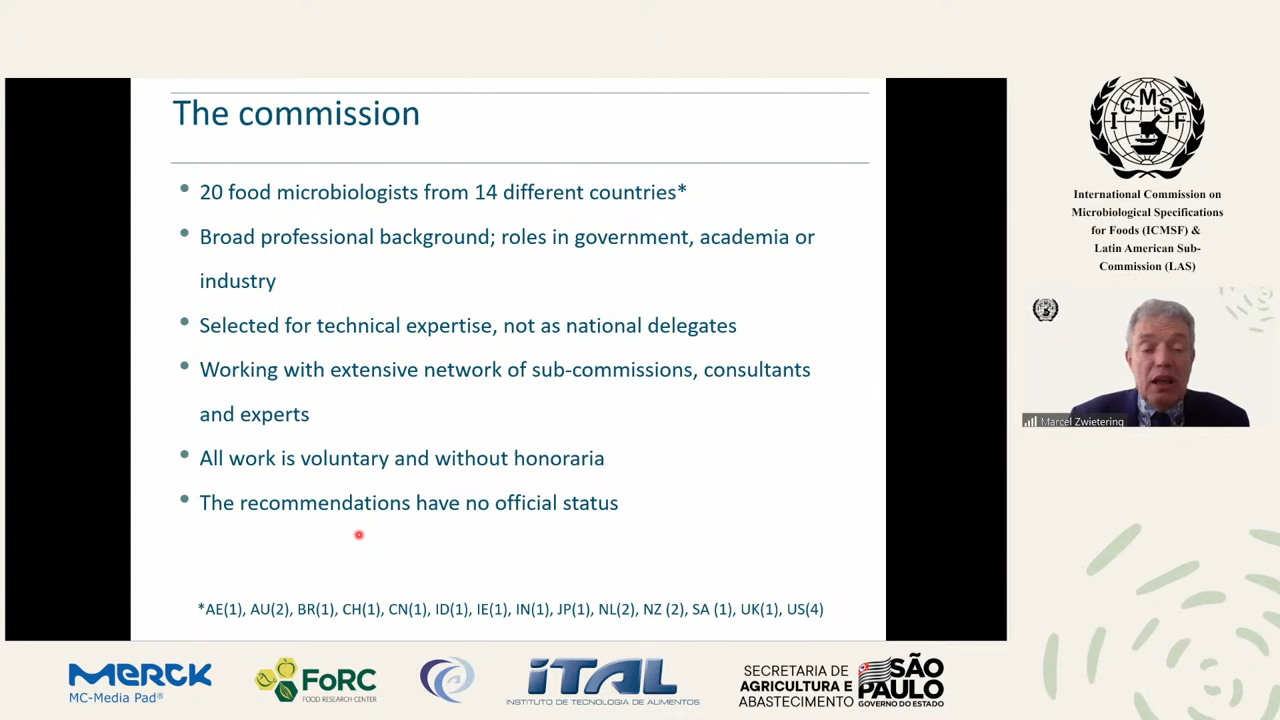 The commission
20 food microbiologists from 14 different countries*
Broad professional background; roles in government, academia or
industry
Selected for technical expertise, not as national delegates
Working with extensive network of sub-commissions, consultants
and experts
All work is voluntary and without honoraria
The recommendations have no official status
*AE(1), AU(2), BR(1), CH(1), CN(1), ID(1), IE(1), IN(1), JP(1), NL(2), NZ (2), SA (1), UK(1), US(4)
ICMSF
International Commission on
Microbiological Specifications
for Foods (ICMSF) &
Latin American Sub-
Commission (LAS)
Marcel Zwietering
MERCK
MC-Media Pad®
FoRC
FOOD RESEARCH CENTER
iTAL
INSTITUTO DE TECNOLOGIA DE ALIMENTOS
SECRETARIA DE
AGRICULTURA E
ABASTECIMENTO
SÃO
PAULO
GOVERNO DO ESTADO